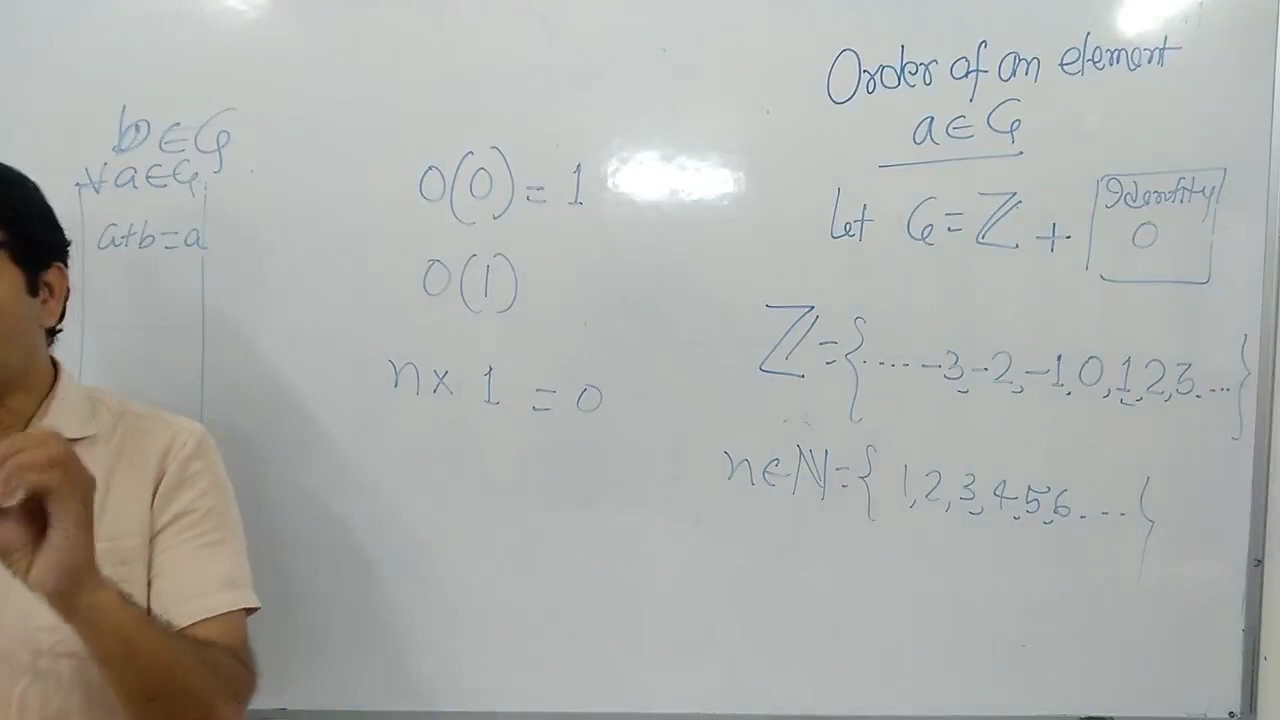 b ∈ G
∀ a ∈ G
a+b=a
O(0) = 1
O(1)
n × 1 = 0
Order of an element
a ∈ G
Let G = ℤ +
Identity
0
ℤ = { .... -3, -2, -1, 0, 1, 2, 3, ... }
n ∈ ℕ = { 1, 2, 3, 4, 5, 6, ... }